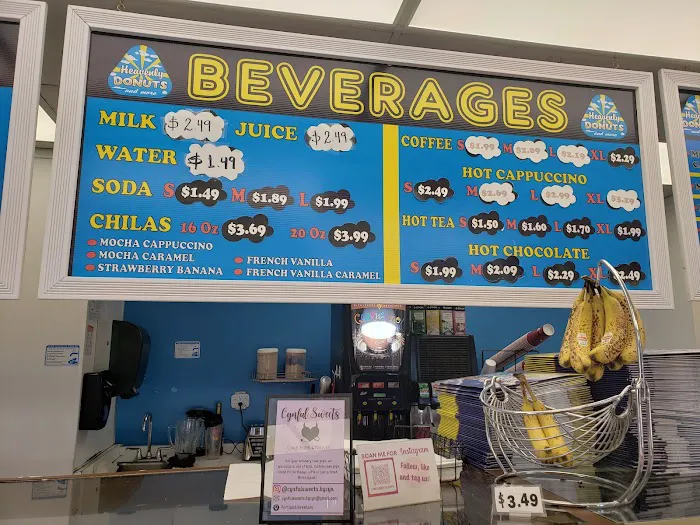 Heavenly
DONUTS
and more
BEVERAGES
Heavenly
DONUTS
and more
MILK $2.49 JUICE $2.49
WATER $1.49
SODA S $1.49 M $1.89 L $1.99
CHILAS 16 Oz $3.69 20 Oz $3.99
MOCHA CAPPUCCINO
MOCHA CARAMEL
STRAWBERRY BANANA
FRENCH VANILLA
FRENCH VANILLA CARAMEL
COFFEE S $1.99 M $2.09 L $2.19 XL $2.29
HOT CAPPUCCINO
S $2.49 M $2.69 L $2.99 XL $3.29
HOT TEA S $1.50 M $1.60 L $1.70 XL $1.99
HOT CHOCOLATE
S $1.99 M $2.09 L $2.29 XL $2.49
Cynful Sweets
SCAN ME FOR
Instagram
Follow, like
and tag us!
$3.49